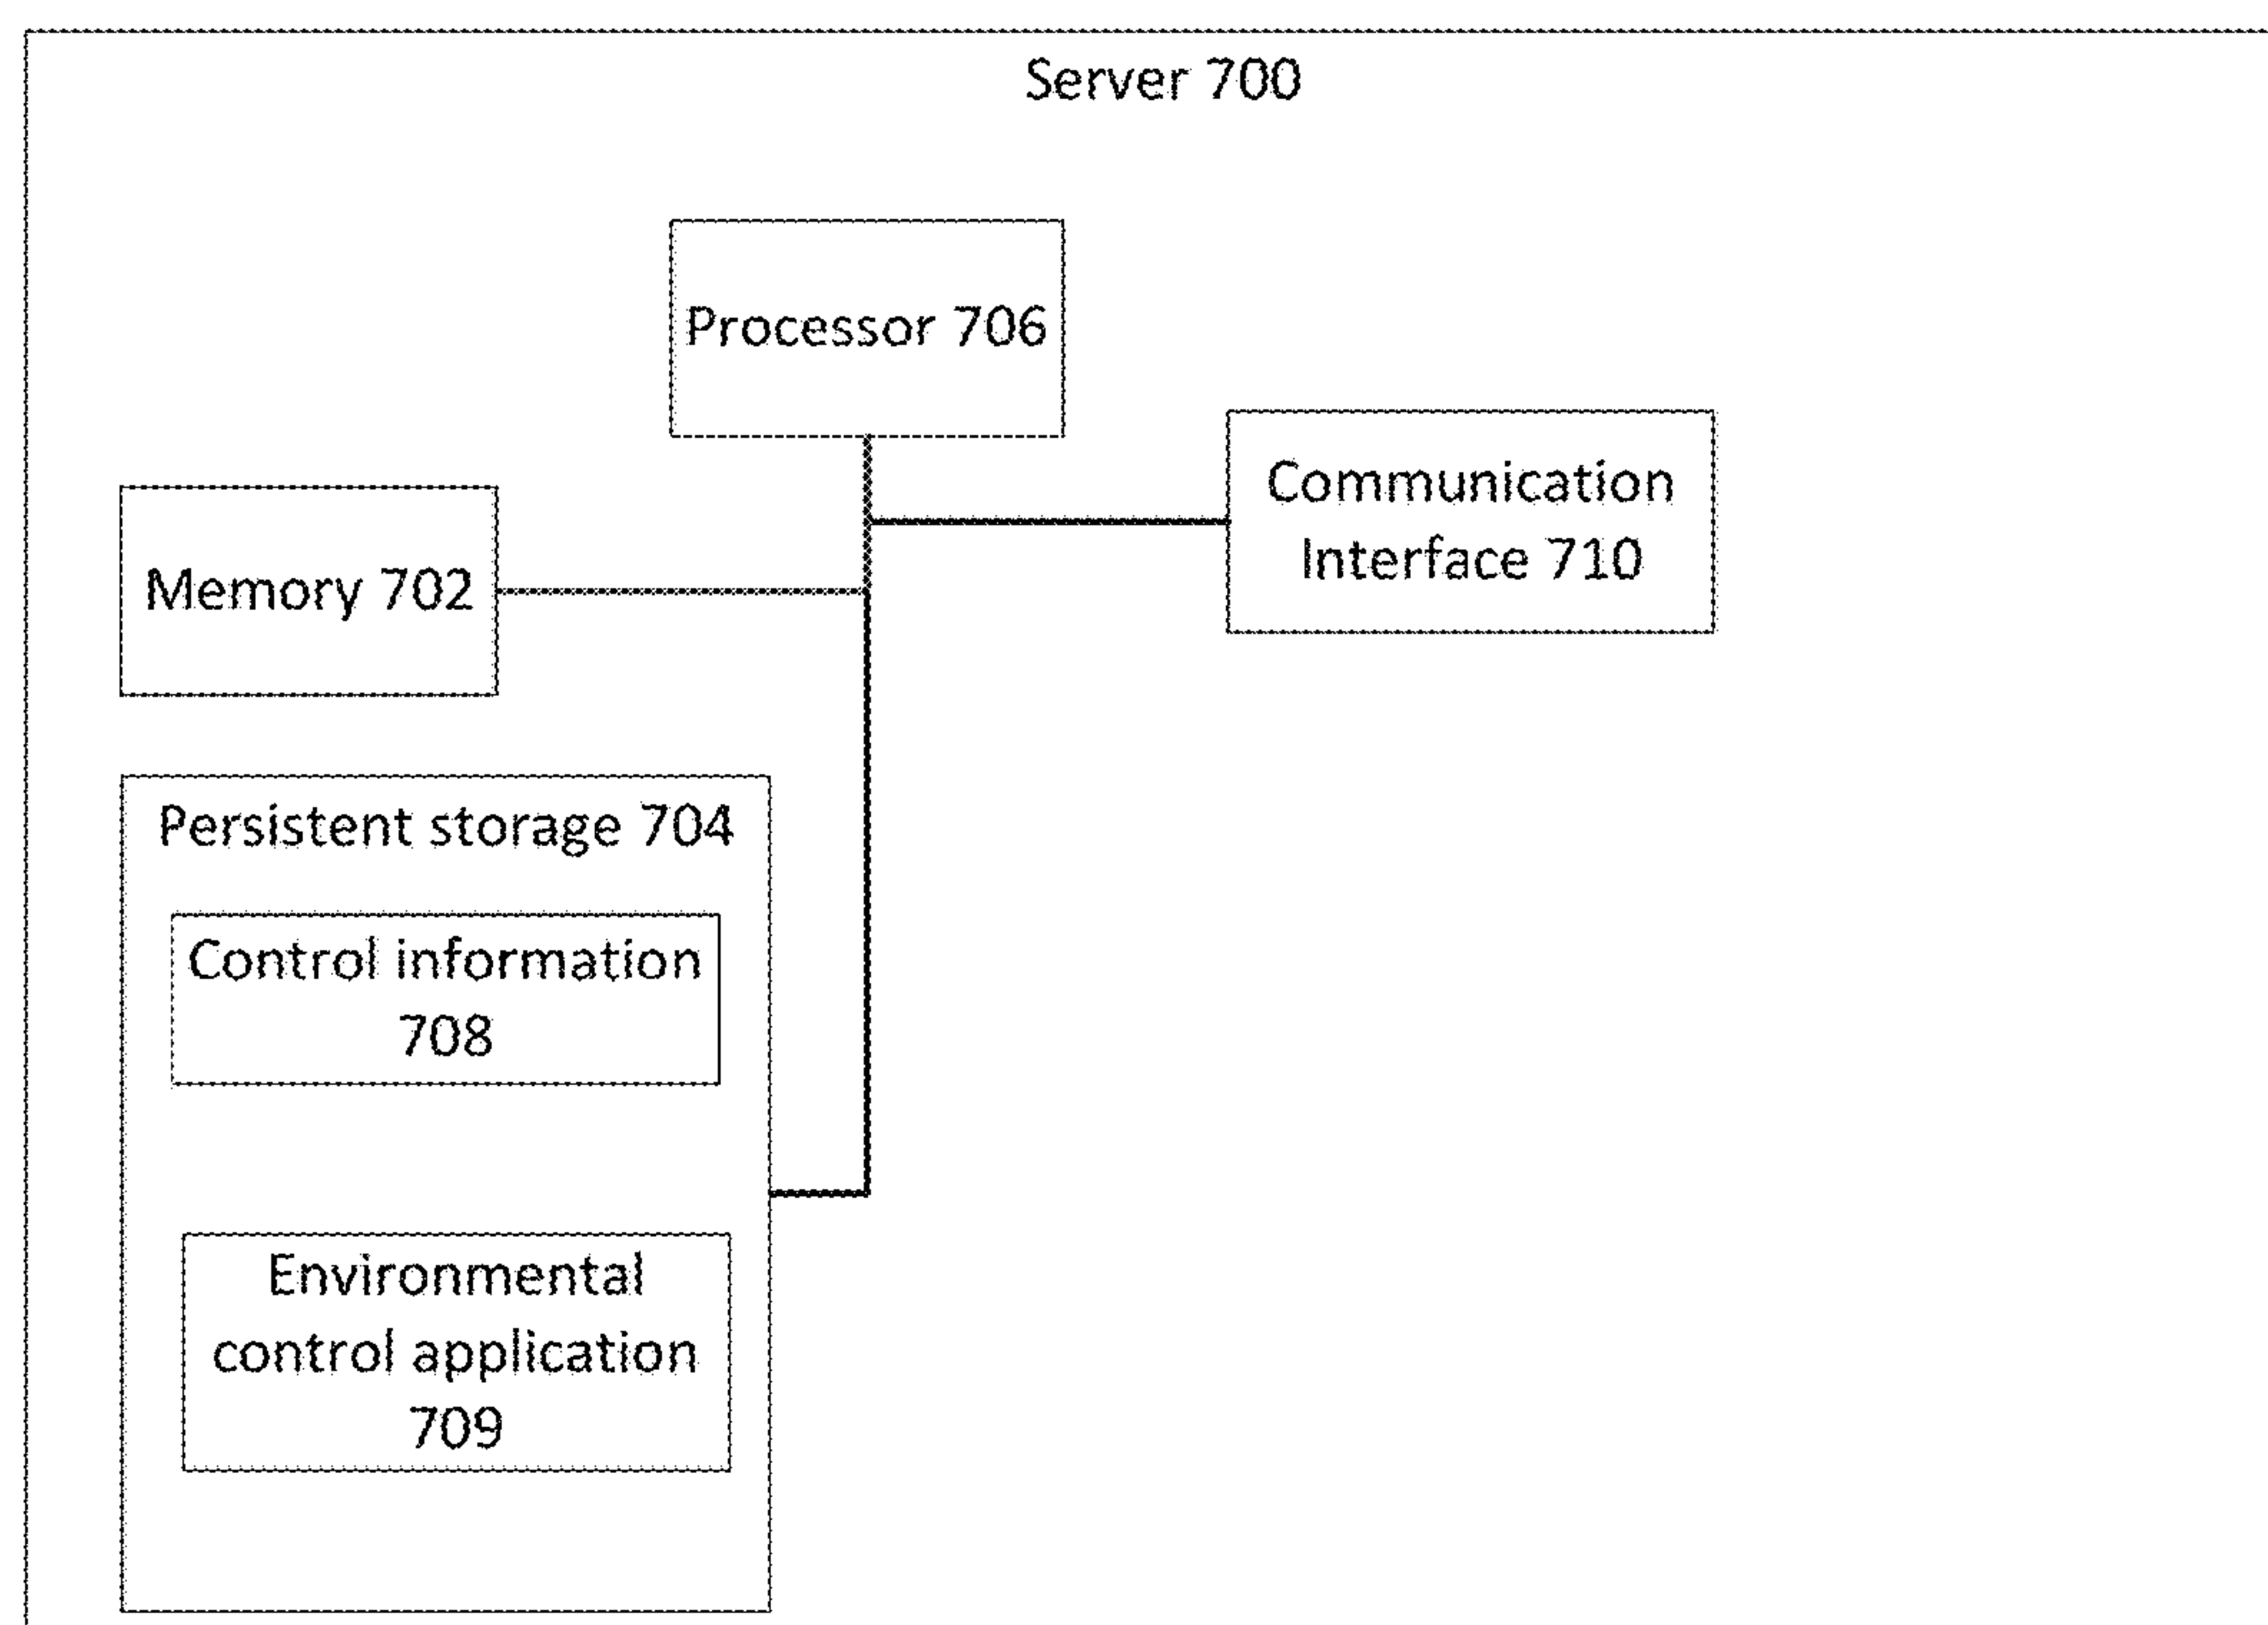 Server 700
Processor 706
Communication
Interface 710
Memory 702
Persistent storage 704
Control information
708
Environmental
control application
709